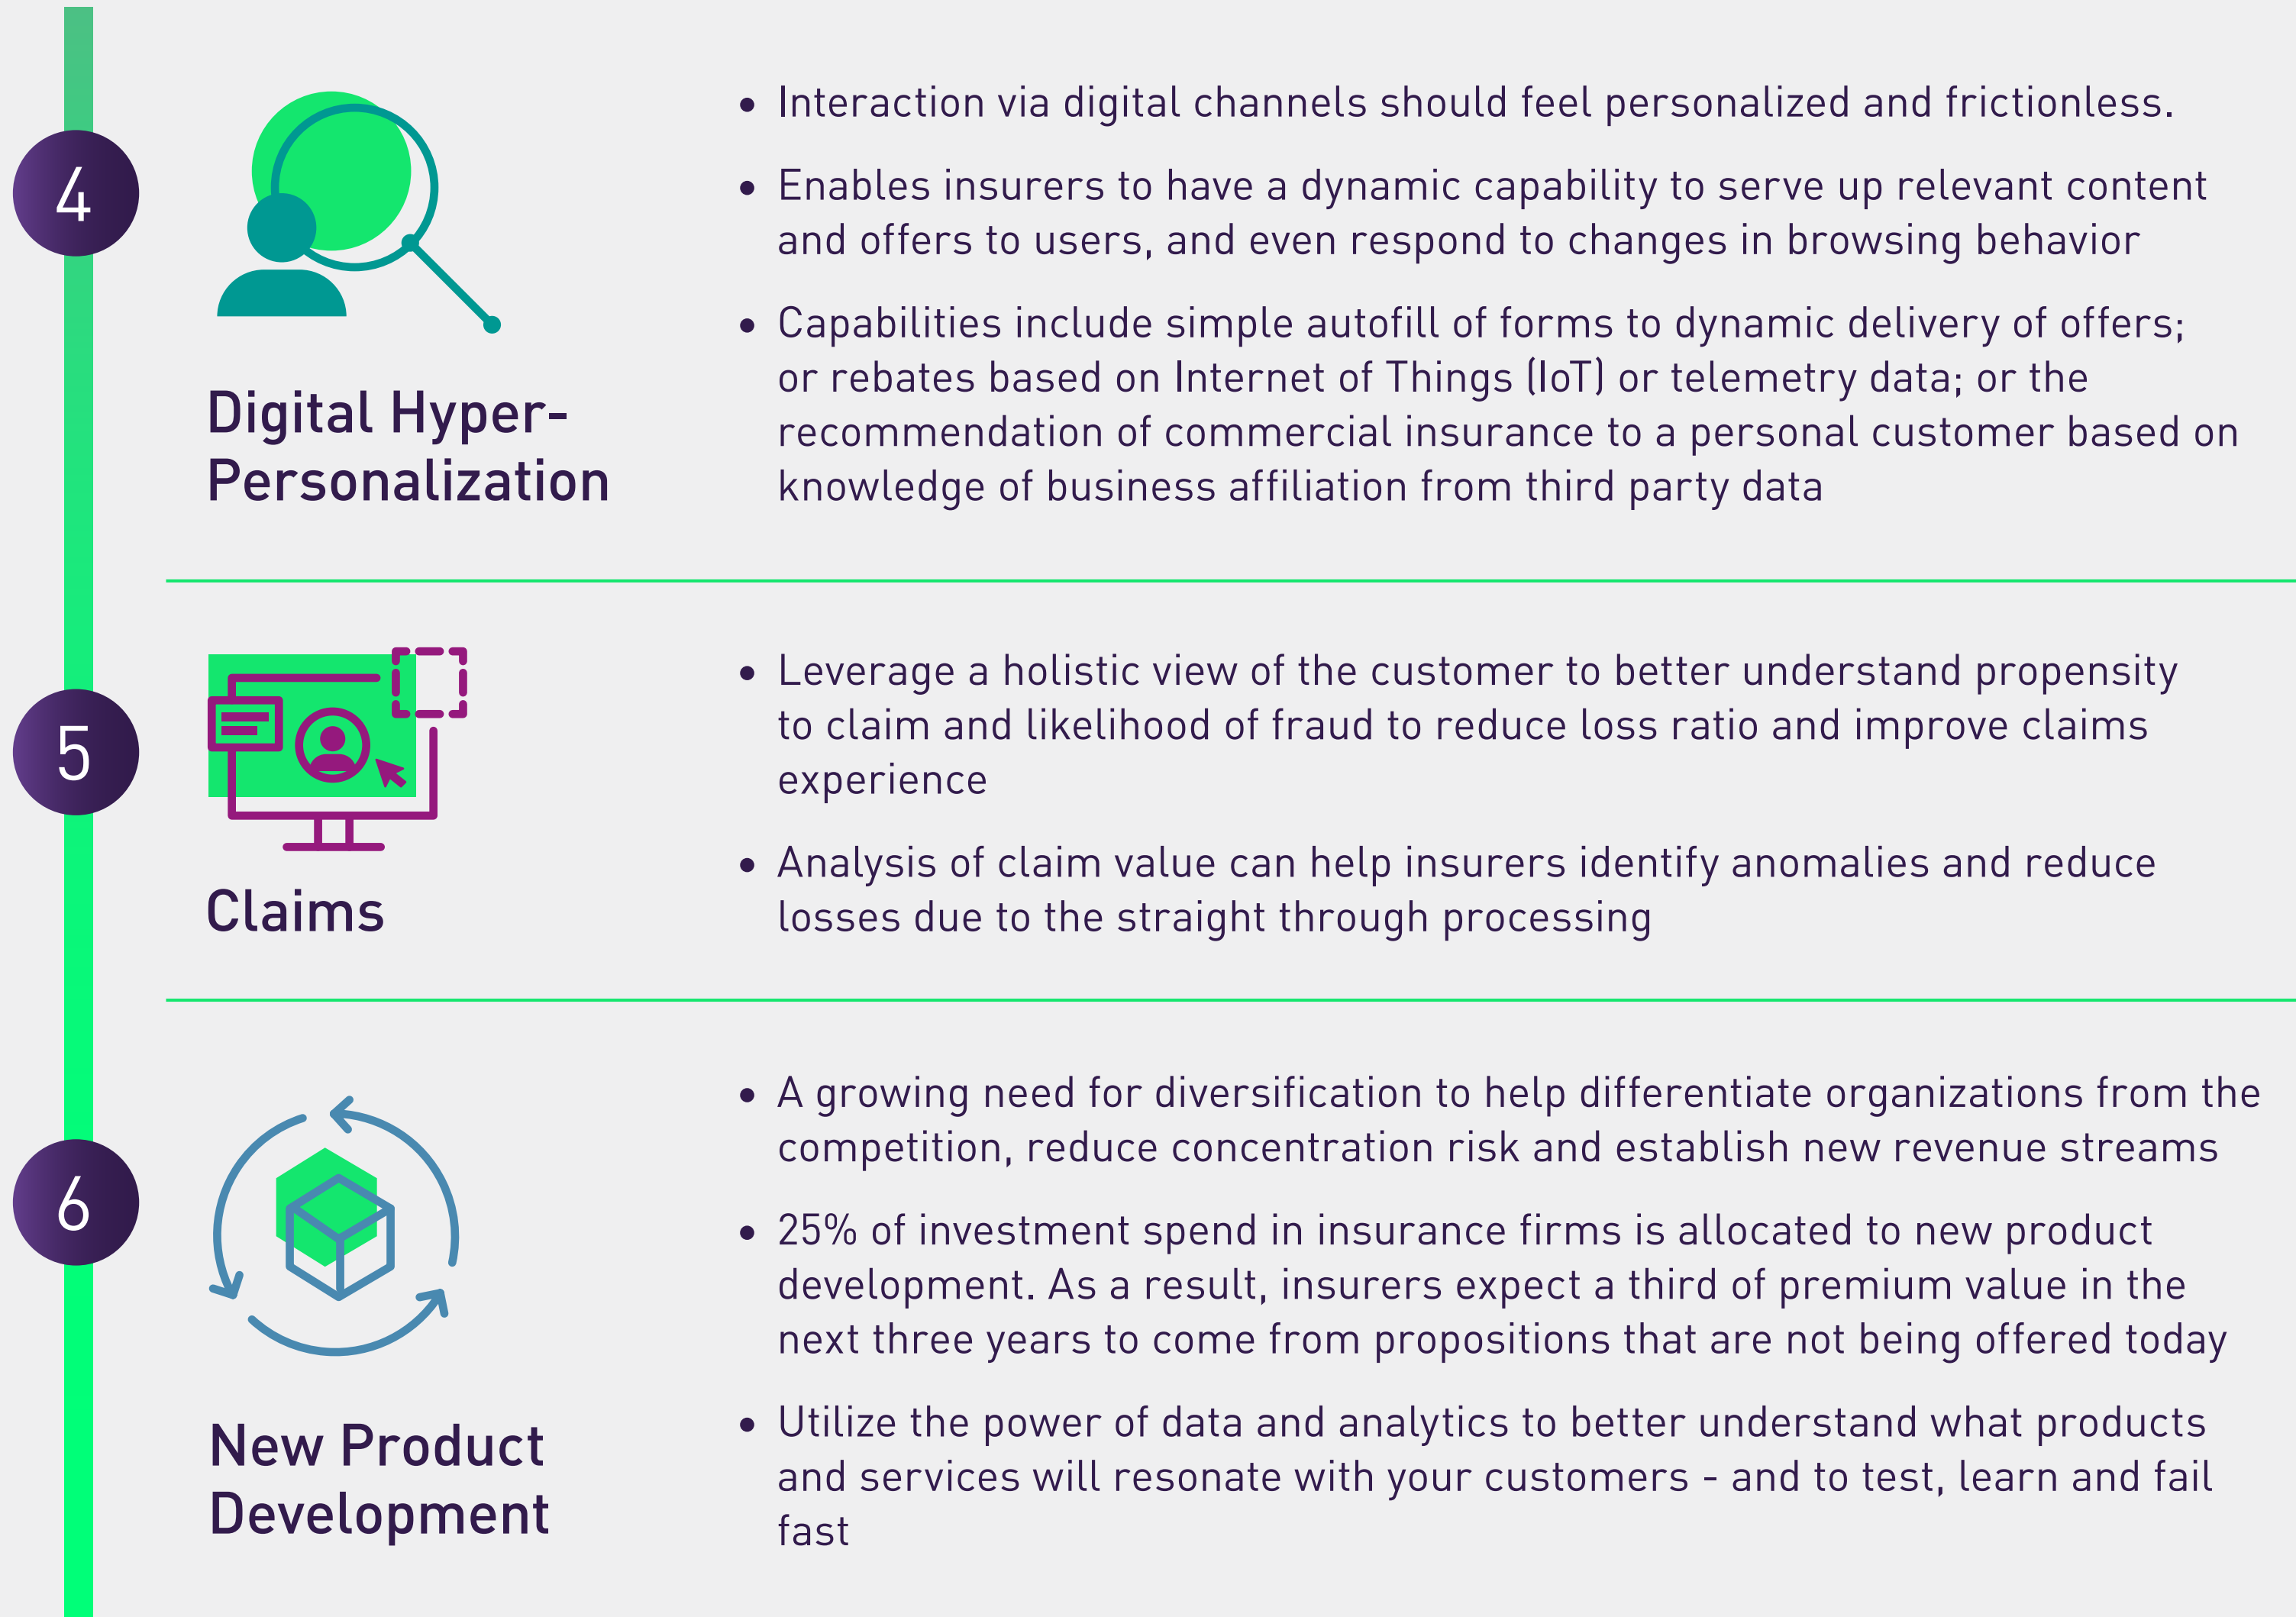 4
Digital Hyper-
Personalization
• Interaction via digital channels should feel personalized and frictionless.
• Enables insurers to have a dynamic capability to serve up relevant content
and offers to users, and even respond to changes in browsing behavior
• Capabilities include simple autofill of forms to dynamic delivery of offers;
or rebates based on Internet of Things (IoT) or telemetry data; or the
recommendation of commercial insurance to a personal customer based on
knowledge of business affiliation from third party data
5
Claims
• Leverage a holistic view of the customer to better understand propensity
to claim and likelihood of fraud to reduce loss ratio and improve claims
experience
• Analysis of claim value can help insurers identify anomalies and reduce
losses due to the straight through processing
6
New Product
Development
• A growing need for diversification to help differentiate organizations from the
competition, reduce concentration risk and establish new revenue streams
• 25% of investment spend in insurance firms is allocated to new product
development. As a result, insurers expect a third of premium value in the
next three years to come from propositions that are not being offered today
• Utilize the power of data and analytics to better understand what products
and services will resonate with your customers - and to test, learn and fail
fast